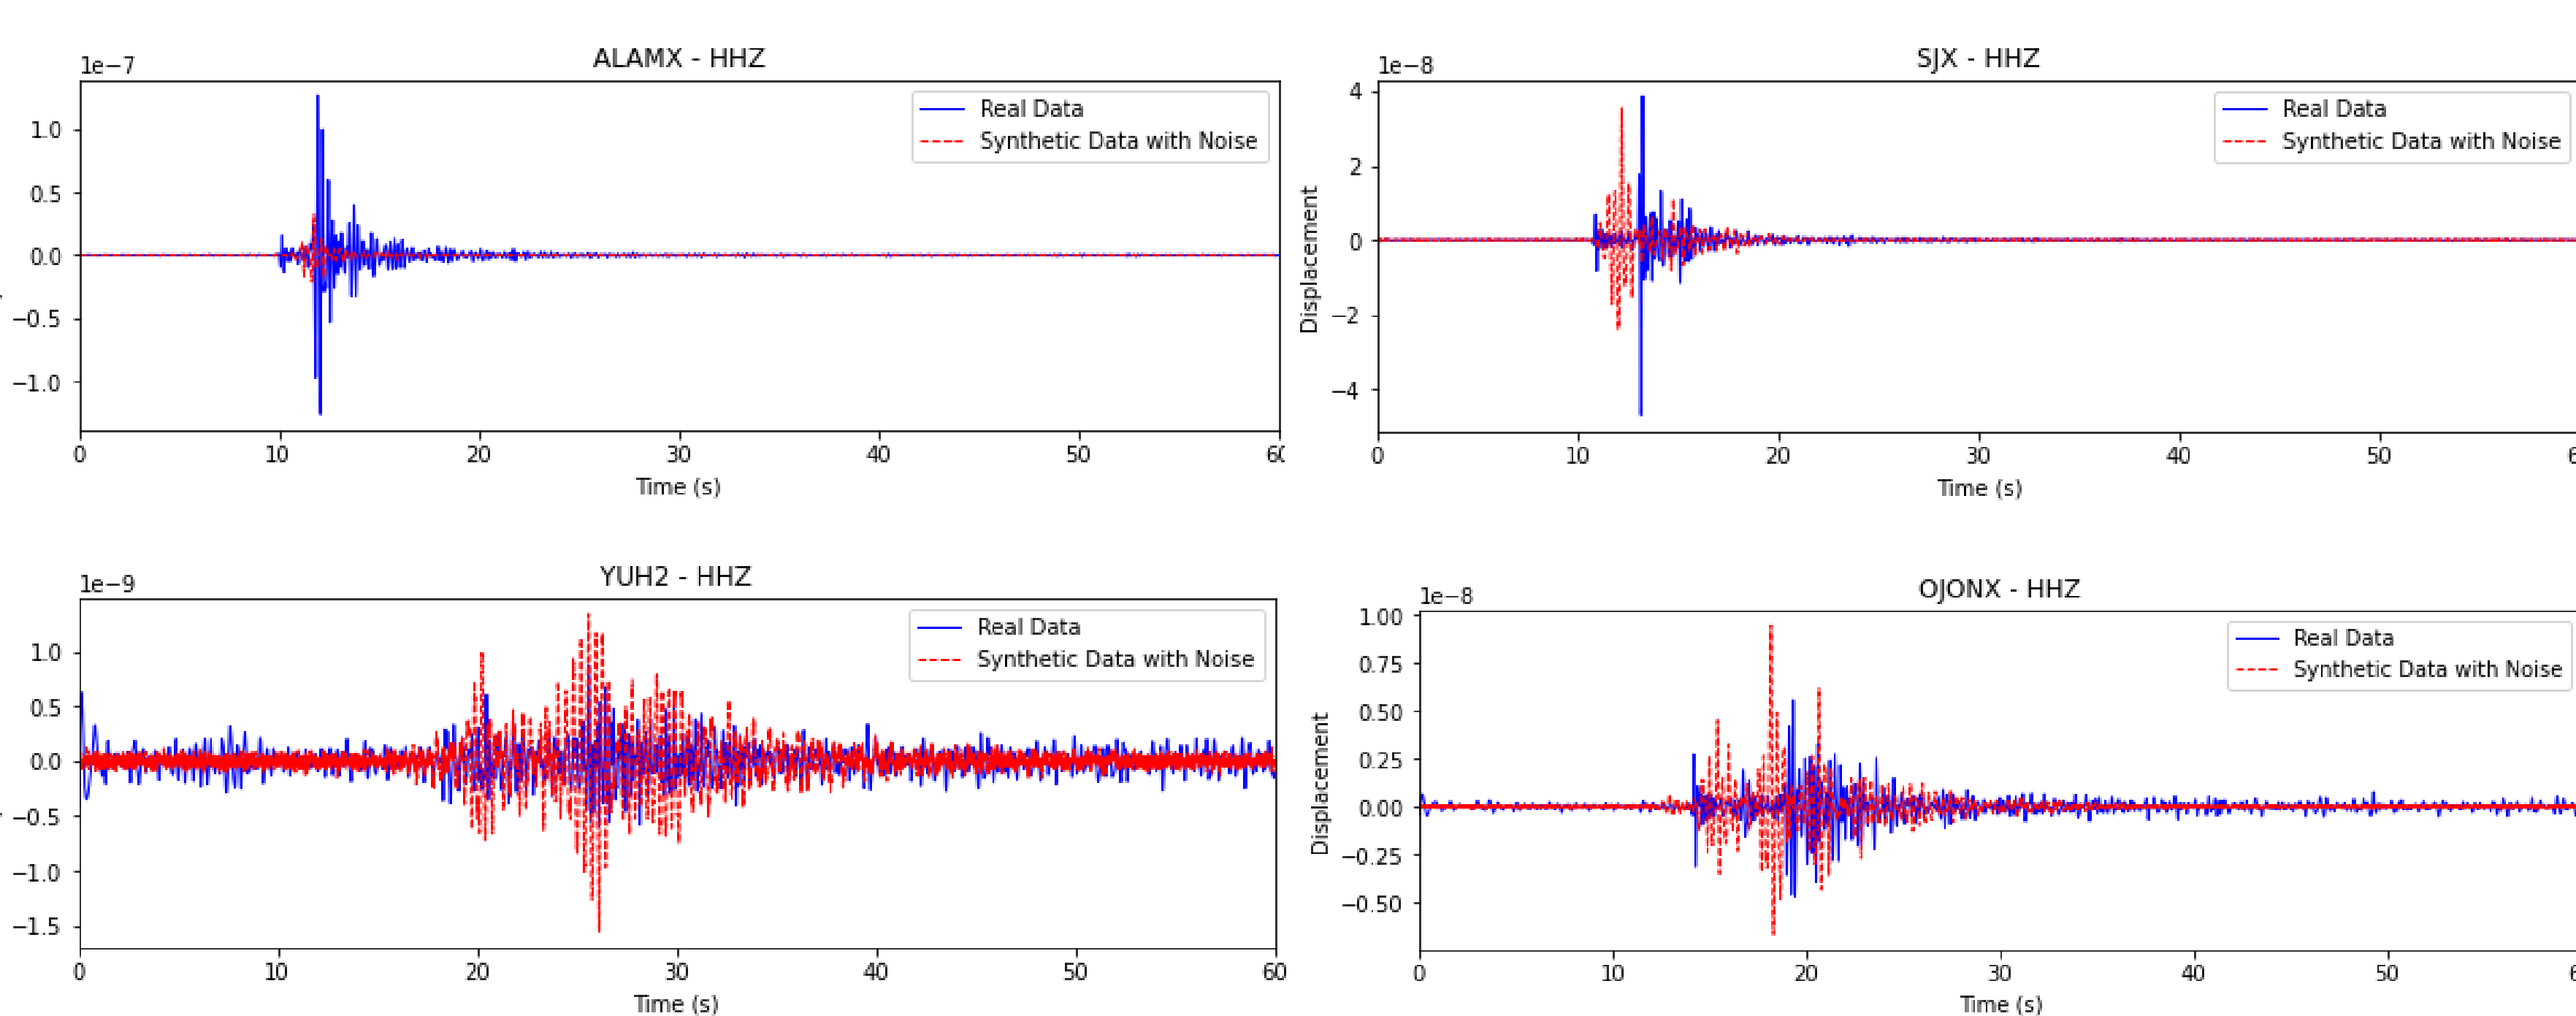 ALAMX - HHZ
1e−7
Real Data
Synthetic Data with Noise
1.0
0.5
0.0
−0.5
−1.0
0 10 20 30 40 50
Time (s)
SJX - HHZ
1e−8
Real Data
Synthetic Data with Noise
Displacement
4
2
0
−2
−4
0 10 20 30 40 50
Time (s)
YUH2 - HHZ
1e−9
Real Data
Synthetic Data with Noise
1.0
0.5
0.0
−0.5
−1.0
−1.5
0 10 20 30 40 50 60
Time (s)
OJONX - HHZ
1e−8
Real Data
Synthetic Data with Noise
Displacement
1.00
0.75
0.50
0.25
0.00
−0.25
−0.50
0 10 20 30 40 50
Time (s)